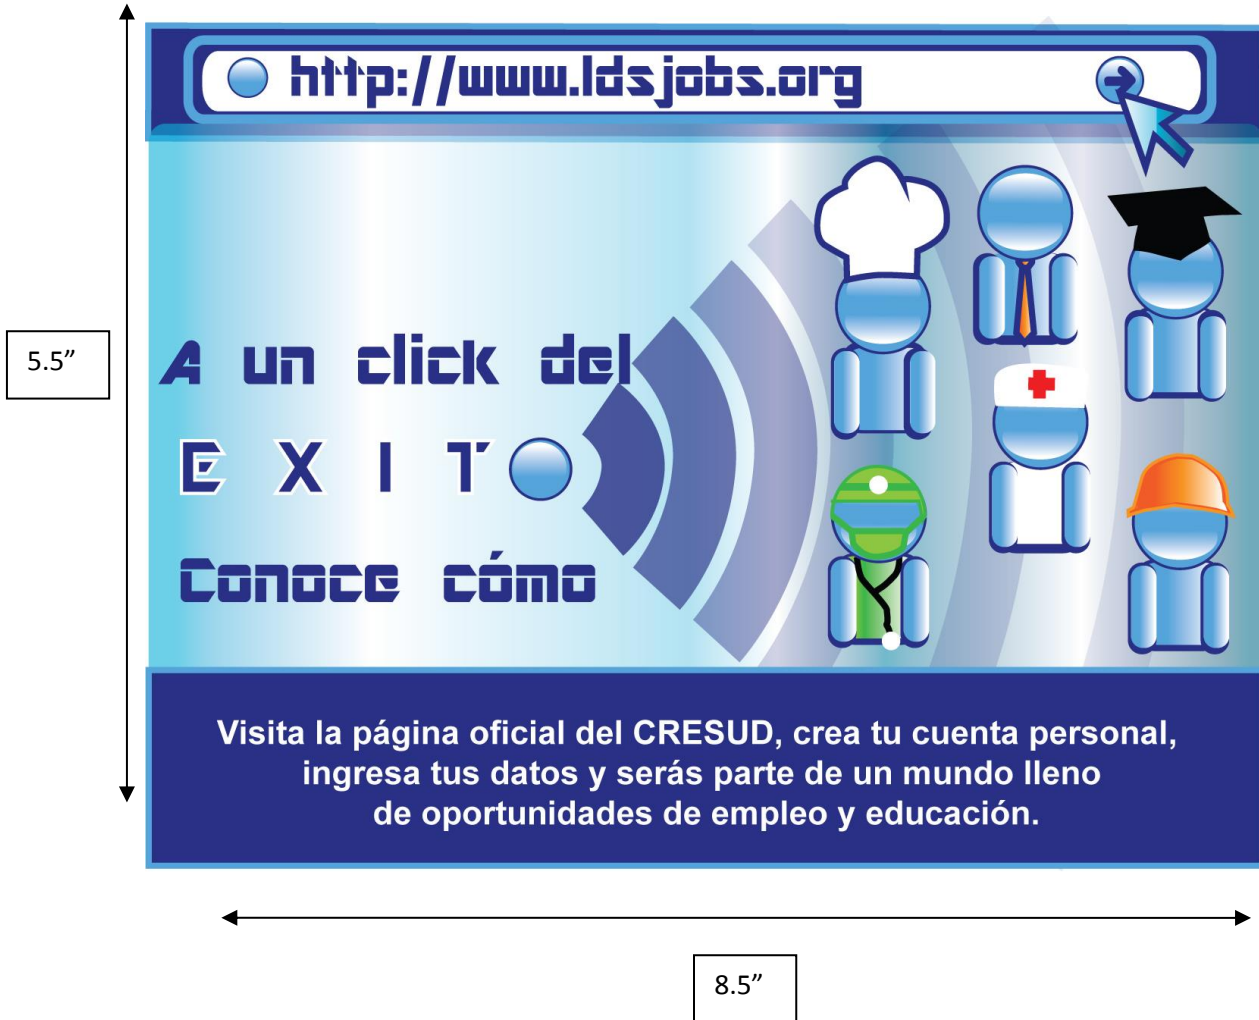 http://www.ldsjobs.org
5.5”
A un click del
EXITO
Conoce cómo
Visita la página oficial del CRESUD, crea tu cuenta personal,
ingresa tus datos y serás parte de un mundo lleno
de oportunidades de empleo y educación.
8.5”